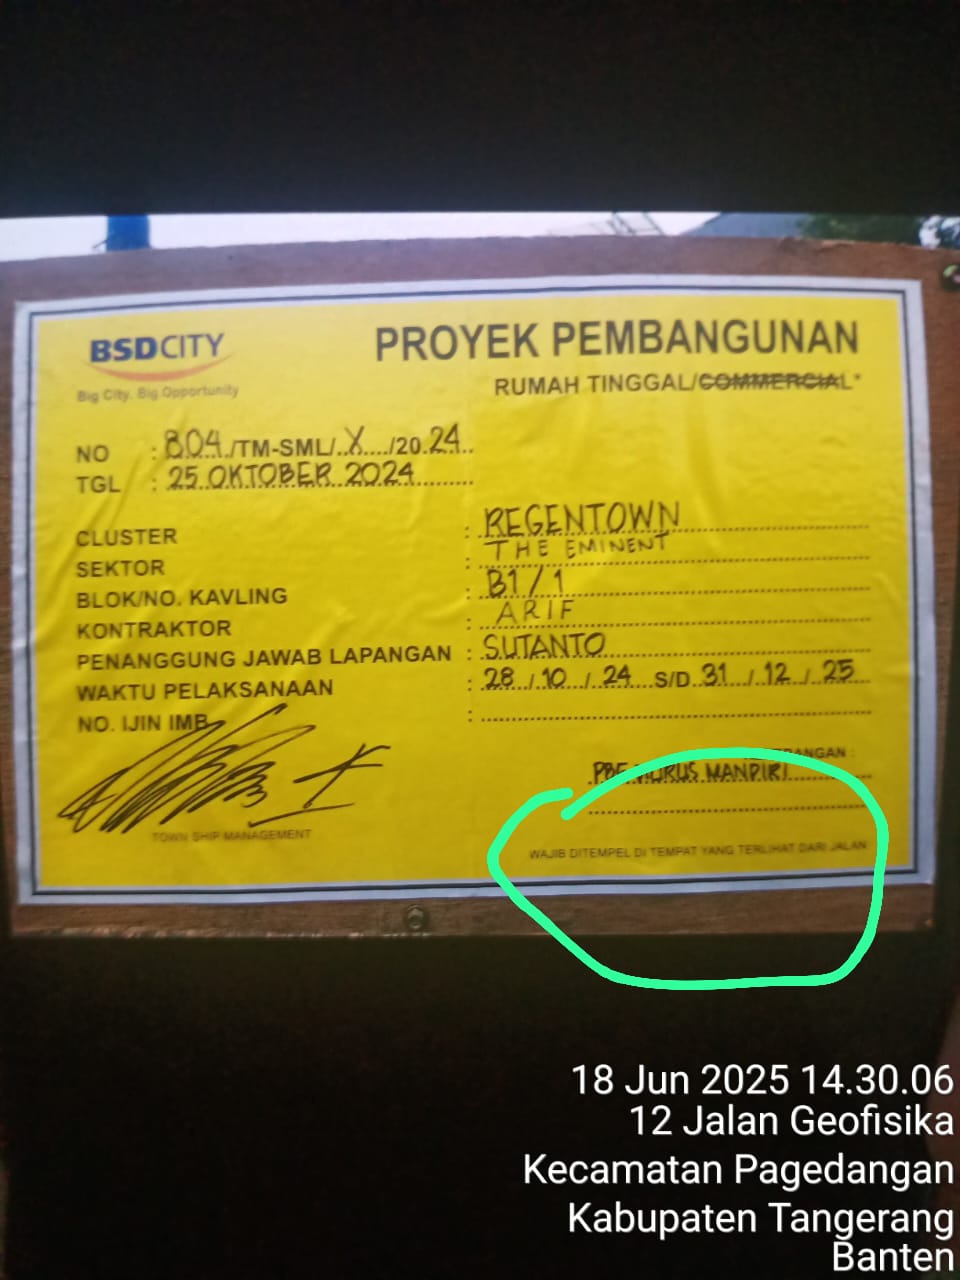 BSDCITY
Big City. Big Opportunity
PROYEK PEMBANGUNAN
RUMAH TINGGAL/COMMERCIAL*
NO : 804./TM-SML/..X..../20.24..
TGL : 25 OKTOBER 2024
CLUSTER : REGENTOWN
SEKTOR : THE EMINENT
BLOK/NO. KAVLING : B1/1
KONTRAKTOR : ARIF
PENANGGUNG JAWAB LAPANGAN : SUTANTO
WAKTU PELAKSANAAN : 28 / 10 / 24 S/D 31 / 12 / 25
NO. IJIN IMB :
TOWN SHIP MANAGEMENT
MANDIRI
WAJIB DITEMPEL DI TEMPAT YANG TERLIHAT DARI JALAN
18 Jun 2025 14.30.06
12 Jalan Geofisika
Kecamatan Pagedangan
Kabupaten Tangerang
Banten